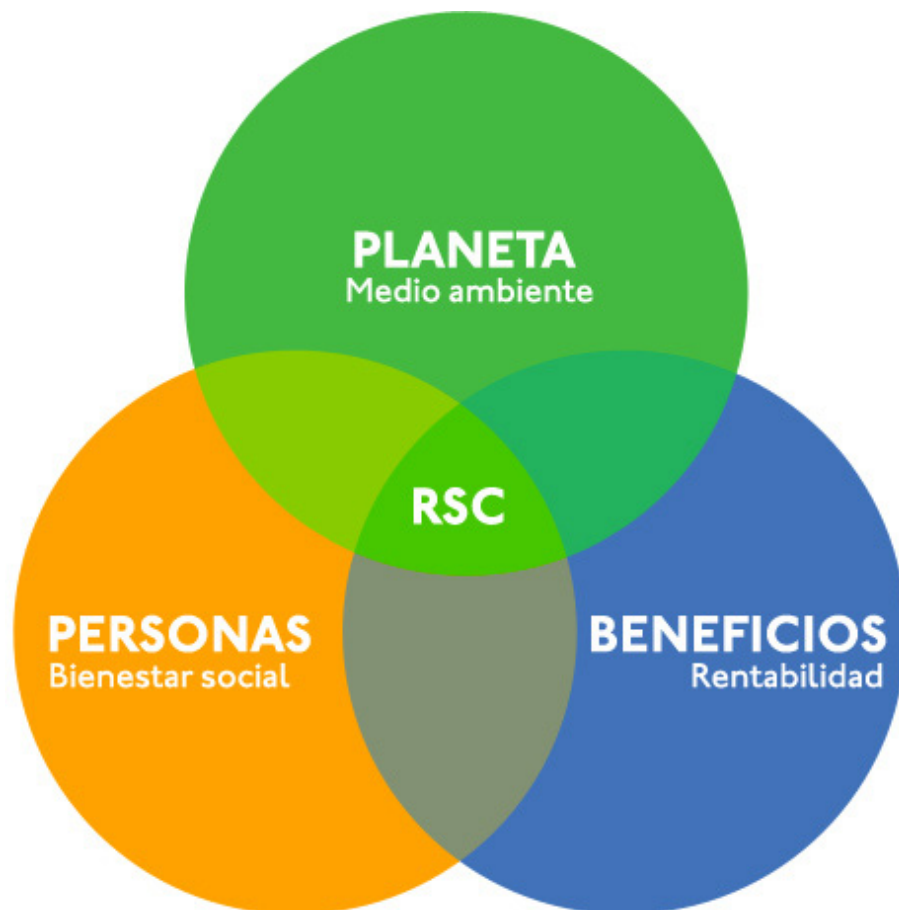 PLANETA
Medio ambiente
RSC
PERSONAS
Bienestar social
BENEFICIOS
Rentabilidad